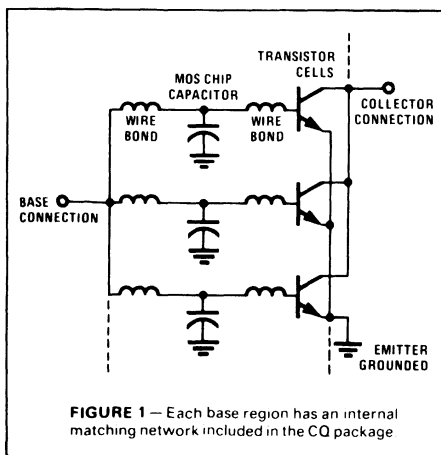 TRANSISTOR
CELLS
MOS CHIP
CAPACITOR
WIRE
BOND
WIRE
BOND
COLLECTOR
CONNECTION
BASE
CONNECTION
EMITTER
GROUNDED
FIGURE 1 — Each base region has an internal
matching network included in the CQ package